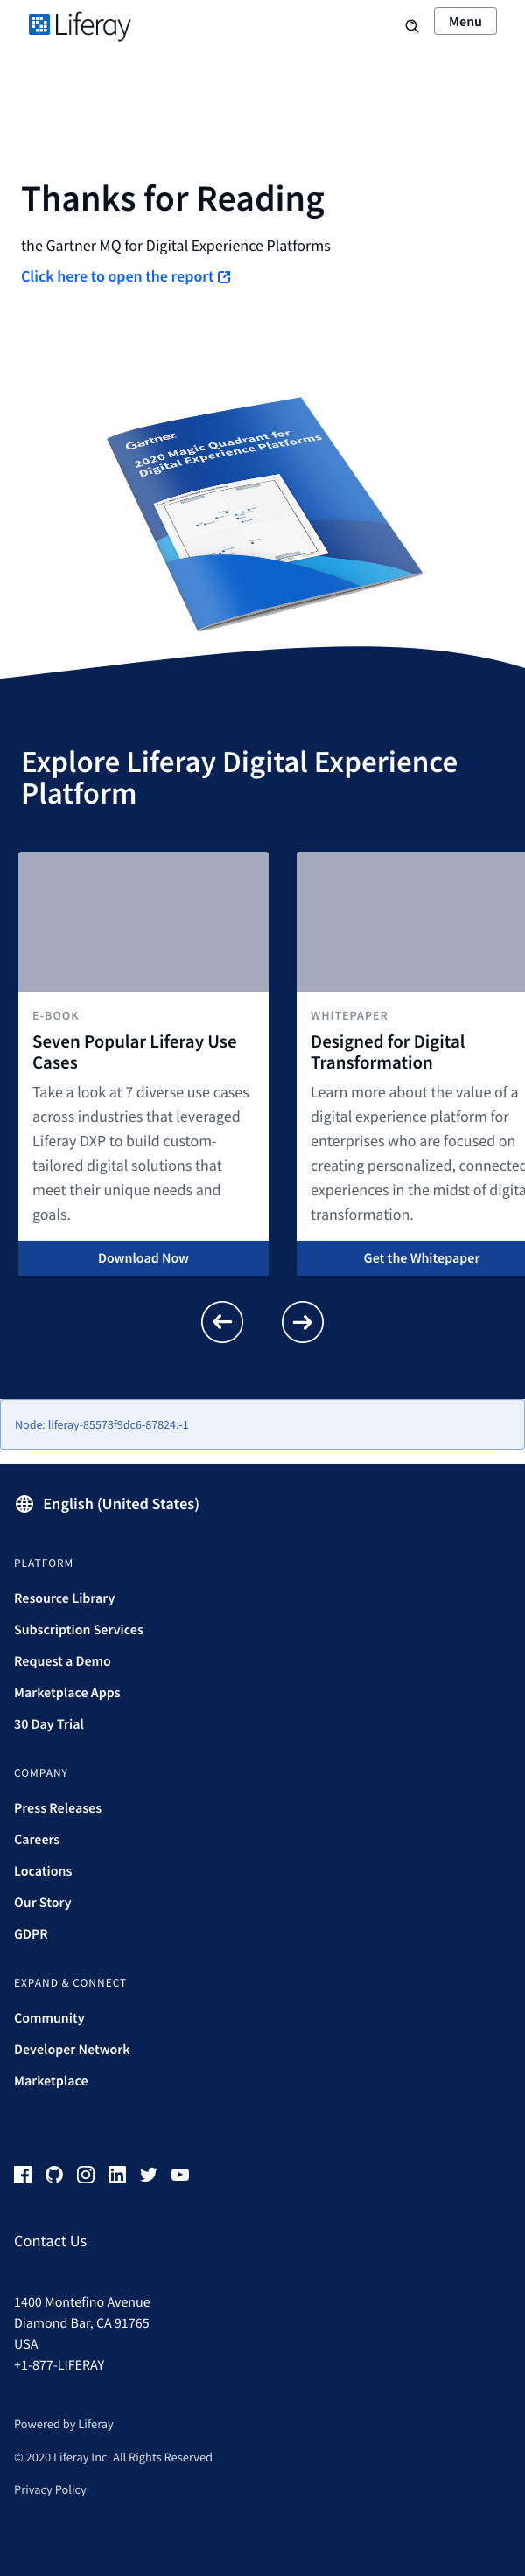 Liferay
Menu
Thanks for Reading
the Gartner MQ for Digital Experience Platforms
Click here to open the report
Gartner
2020 Magic Quadrant for
Digital Experience Platforms
Explore Liferay Digital Experience
Platform
E-BOOK
Seven Popular Liferay Use
Cases
Take a look at 7 diverse use cases
across industries that leveraged
Liferay DXP to build custom-
tailored digital solutions that
meet their unique needs and
goals.
Download Now
WHITEPAPER
Designed for Digital
Transformation
Learn more about the value of a
digital experience platform for
enterprises who are focused on
creating personalized, connected
experiences in the midst of digita
transformation.
Get the Whitepaper
Node: liferay-85578f9dc6-87824:-1
English (United States)
PLATFORM
Resource Library
Subscription Services
Request a Demo
Marketplace Apps
30 Day Trial
COMPANY
Press Releases
Careers
Locations
Our Story
GDPR
EXPAND & CONNECT
Community
Developer Network
Marketplace
Contact Us
1400 Montefino Avenue
Diamond Bar, CA 91765
USA
+1-877-LIFERAY
Powered by Liferay
© 2020 Liferay Inc. All Rights Reserved
Privacy Policy